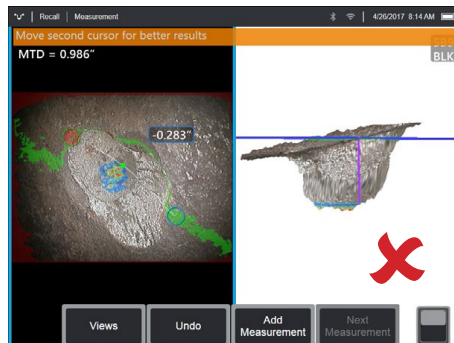 Recall | Measurement
4/26/2017 8:14 AM
Move second cursor for better results
MTD = 0.986"
BLK
-0.283"
Views
Undo
Add
Measurement
Next
Measurement